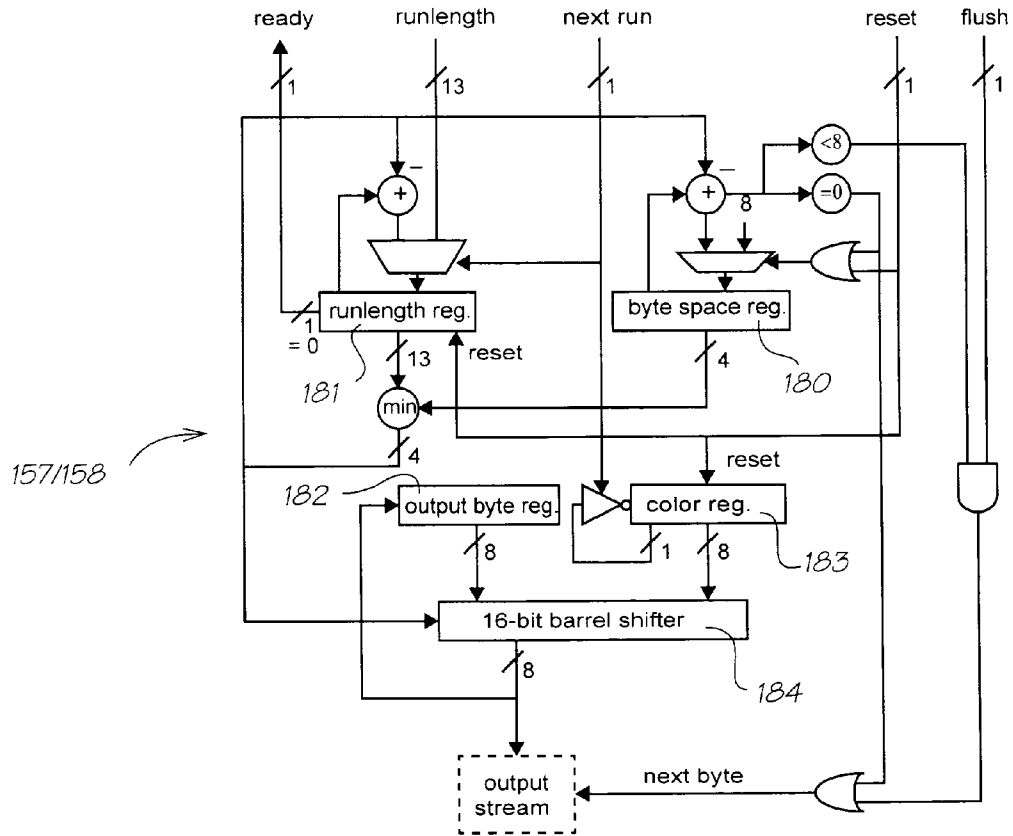 ready runlength next run reset flush
1 13 1 1 1
− −
<8
+ + =0
8
runlength reg. byte space reg.
1
= 0
reset
181 13 4 180
min
4
157/158
reset
182
output byte reg. color reg.
8 1 8 183
16-bit barrel shifter
8 184
next byte
output
stream